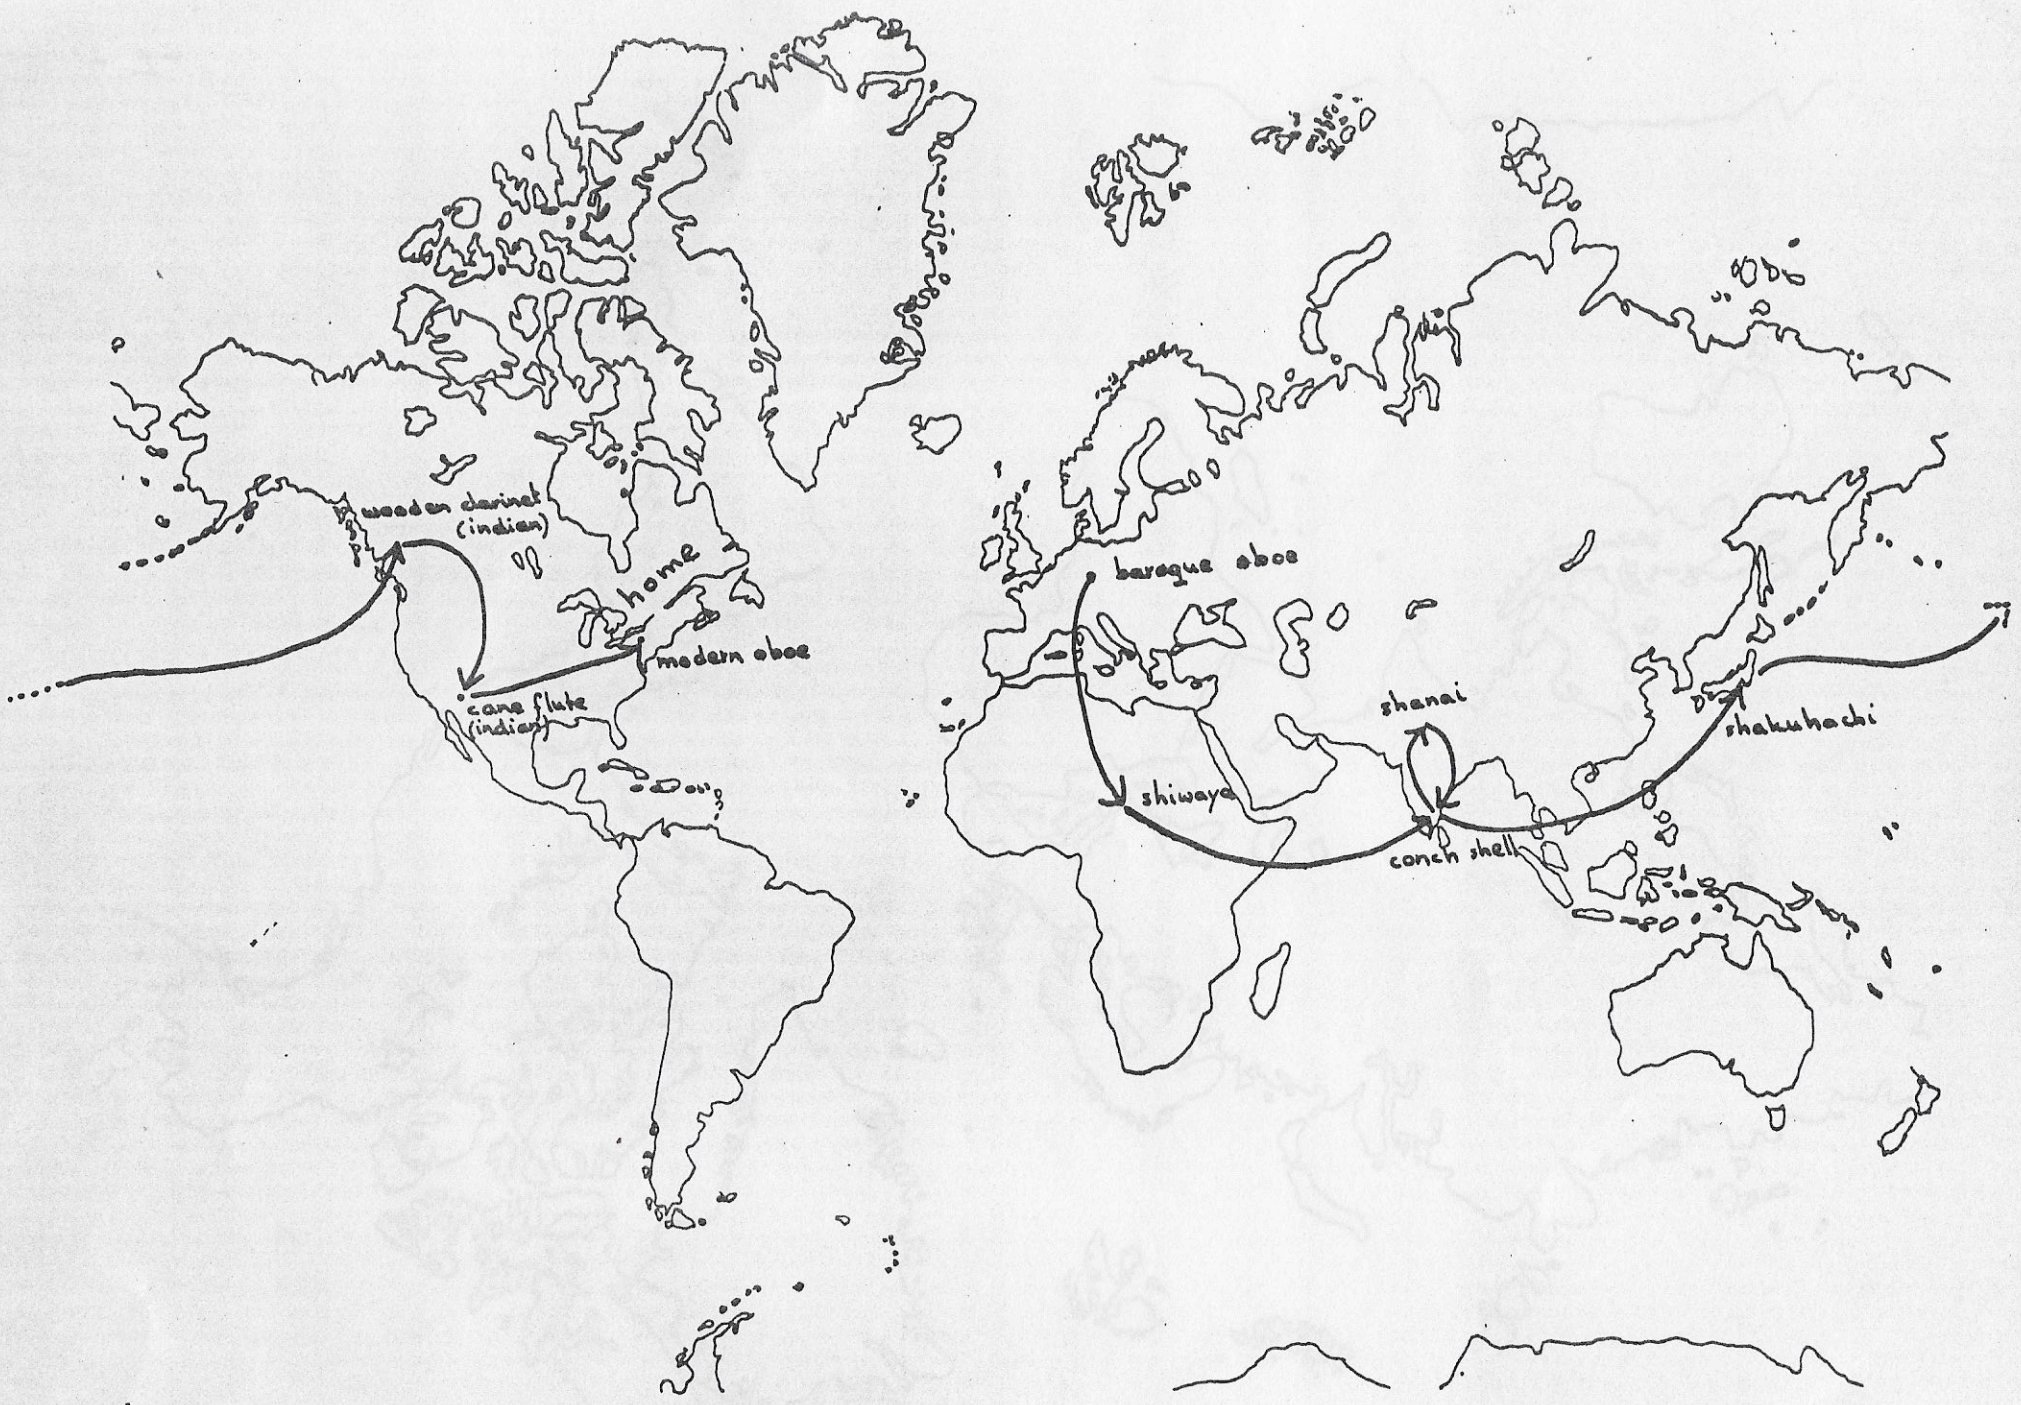 wooden clarinet
(indian)
home
modern oboe
cane flute
(indian)
baroque oboe
shiwaya
shanai
conch shell
shakuhachi